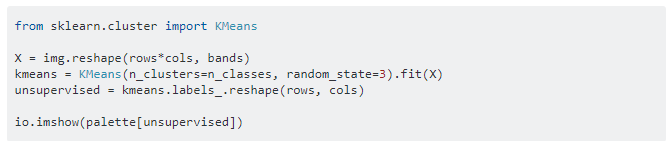 from sklearn.cluster import KMeans
X = img.reshape(rows*cols, bands)
kmeans = KMeans(n_clusters=n_classes, random_state=3).fit(X)
unsupervised = kmeans.labels_.reshape(rows, cols)
io.imshow(palette[unsupervised])